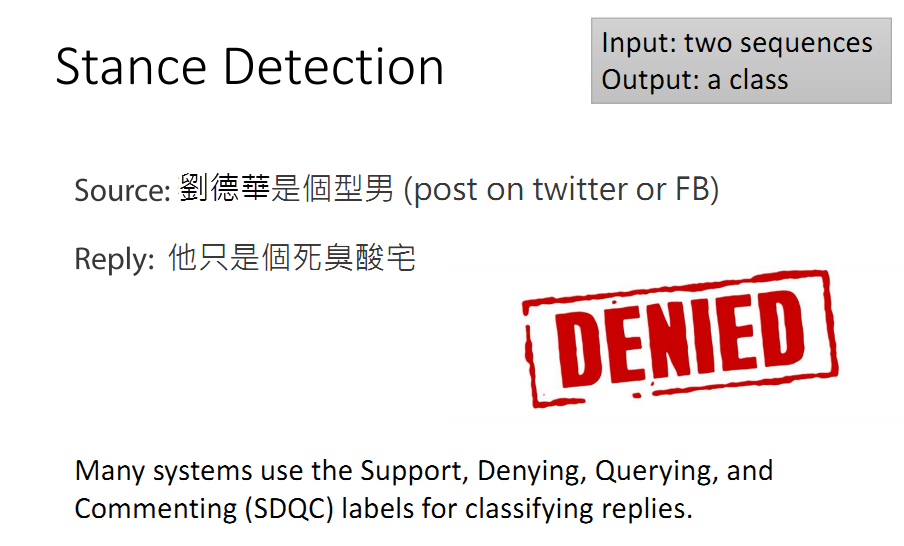 Stance Detection
Input: two sequences
Output: a class
Source: 劉德華是個型男 (post on twitter or FB)
Reply: 他只是個死臭酸宅
DENIED
Many systems use the Support, Denying, Querying, and
Commenting (SDQC) labels for classifying replies.